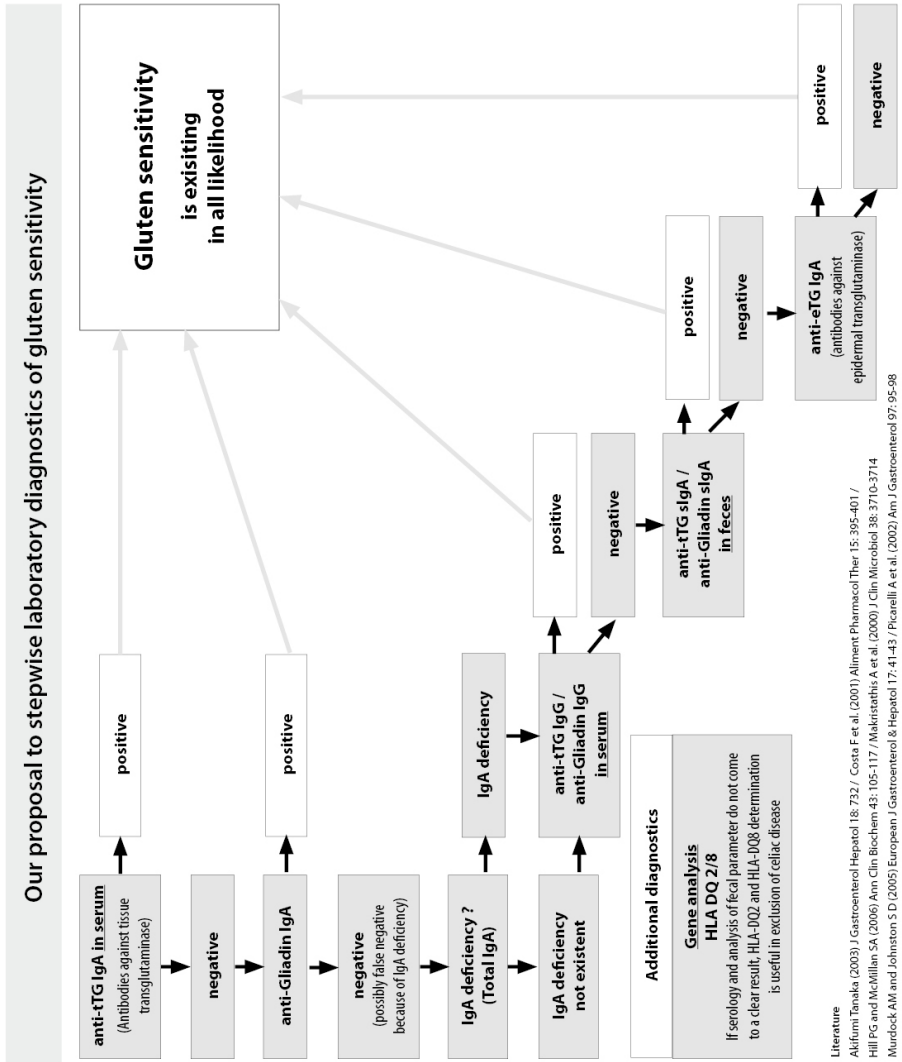 Our proposal to stepwise laboratory diagnostics of gluten sensitivity
anti-tTG IgA in serum
(Antibodies against tissue
transglutaminase)
positive
Gluten sensitivity
is exisiting
in all likelihood
negative
anti-Gliadin IgA
positive
negative
(possibly false negative
because of IgA deficiency)
IgA deficiency ?
(Total IgA)
IgA deficiency
IgA deficiency
not existent
anti-tTG IgG /
anti-Gliadin IgG
in serum
positive
negative
anti-tTG sIgA /
anti-Gliadin sIgA
in feces
positive
negative
anti-eTG IgA
(antibodies against
epidermal transglutaminase)
positive
negative
Additional diagnostics
Gene analysis
HLA DQ 2/8
If serology and analysis of fecal parameter do not come
to a clear result, HLA-DQ2 and HLA-DQ8 determination
is useful in exclusion of celiac disease
Literature
Akifumi Tanaka (2003) J Gastroenterol Hepatol 18: 732 / Costa F et al. (2001) Aliment Pharmacol Ther 15: 395-401 /
Hill PG and McMillan SA (2006) Ann Clin Biochem 43: 105-117 / Makristathis A et al. (2000) J Clin Microbiol 38: 3710-3714
Murdock AM and Johnston S D (2005) European J Gastroenterol & Hepatol 17: 41-43 / Picarelli A et al. (2002) Am J Gastroenterol 97: 95-98